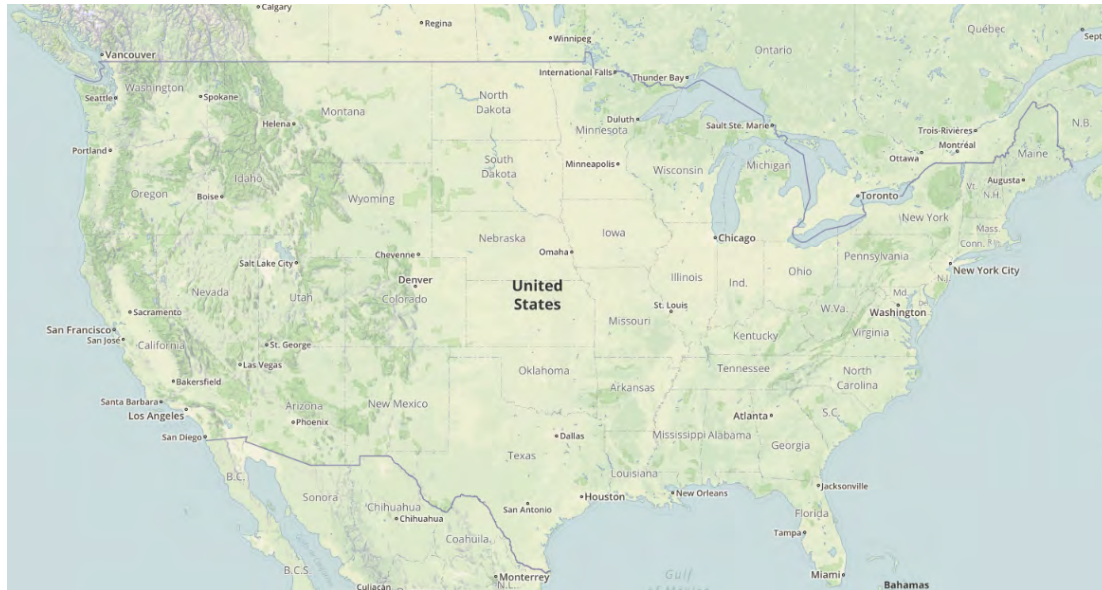 Calgary
Regina
Winnipeg
Ontario
Québec
Sept
Vancouver
Washington
Seattle
Spokane
Montana
Helena
North
Dakota
International Falls
Thunder Bay
Duluth
Minnesota
Sault Ste. Marie
Trois-Rivières
Montréal
Ottawa
N.B.
Maine
Portland
Oregon
Boise
Idaho
Wyoming
South
Dakota
Minneapolis
Wisconsin
Michigan
Toronto
Augusta
Vt.
N.H.
New York
Mass.
Conn.
R
Nebraska
Iowa
Omaha
Chicago
Cheyenne
Salt Lake City
Denver
Colorado
Nevada
Utah
United
States
Illinois
Ind.
Ohio
Pennsylvania
New York City
N.J.
Md.
De
Washington
W.Va.
Virginia
Sacramento
San Francisco
San José
California
St. George
Las Vegas
St. Louis
Missouri
Kentucky
Bakersfield
Santa Barbara
Los Angeles
San Diego
Arizona
Phoenix
New Mexico
Oklahoma
Arkansas
Tennessee
North
Carolina
S.C.
Atlanta
Georgia
Mississippi
Alabama
Dallas
Texas
Louisiana
Jacksonville
B.C.
Sonora
Chihuahua
Chihuahua
San Antonio
Houston
New Orleans
Florida
Tampa
Coahuila
B.C.S.
Culiacán
Monterrey
N.L.
Gulf
of Mexico
Miami
Bahamas